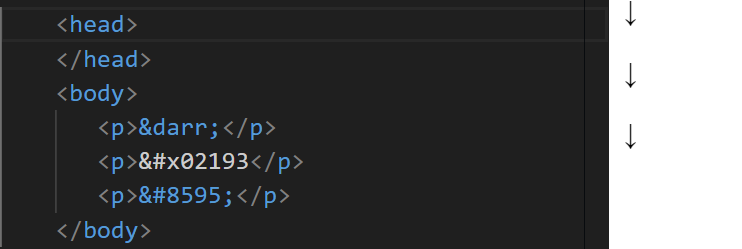 <head>
↓
</head>
<body>
↓
<p>&darr;</p>
↓
<p>&#x02193</p>
<p>&#8595;</p>
</body>